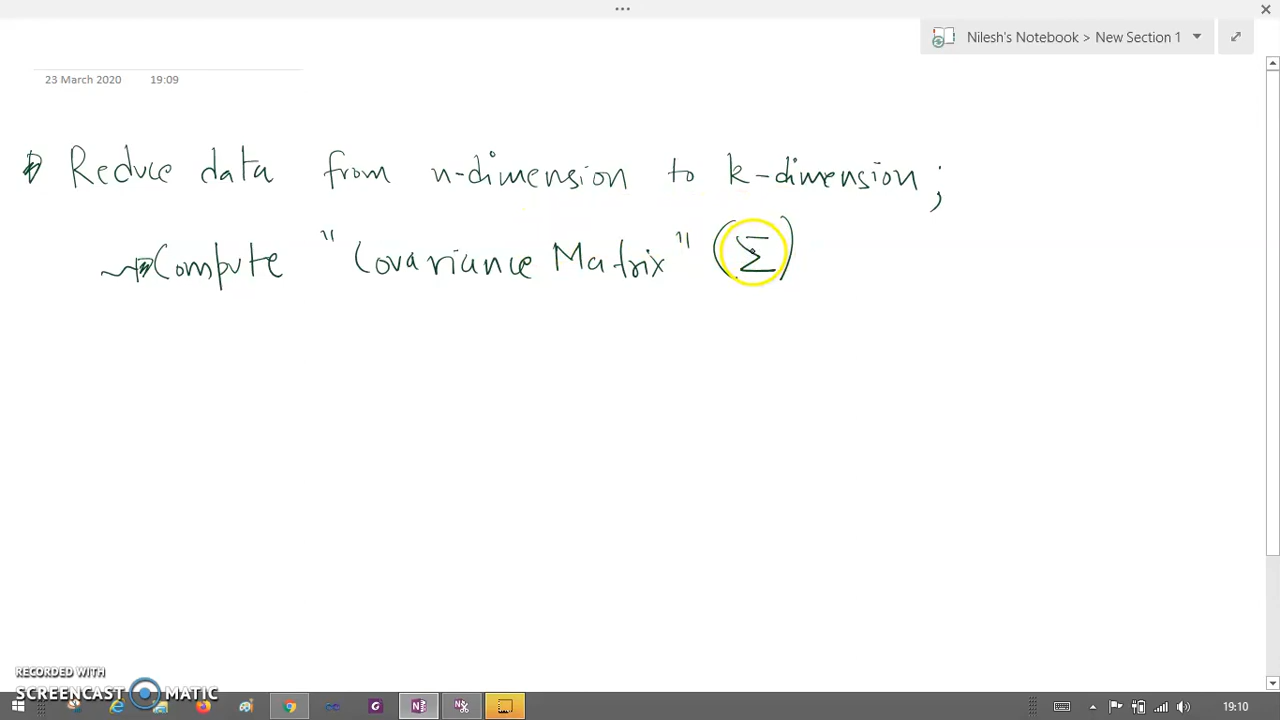 Nilesh's Notebook > New Section 1
23 March 2020 19:09
Reduce data from n-dimension to k-dimension;
Compute "Covariance Matrix" (Σ)
RECORDED WITH
SCREENCAST MATIC
19:10